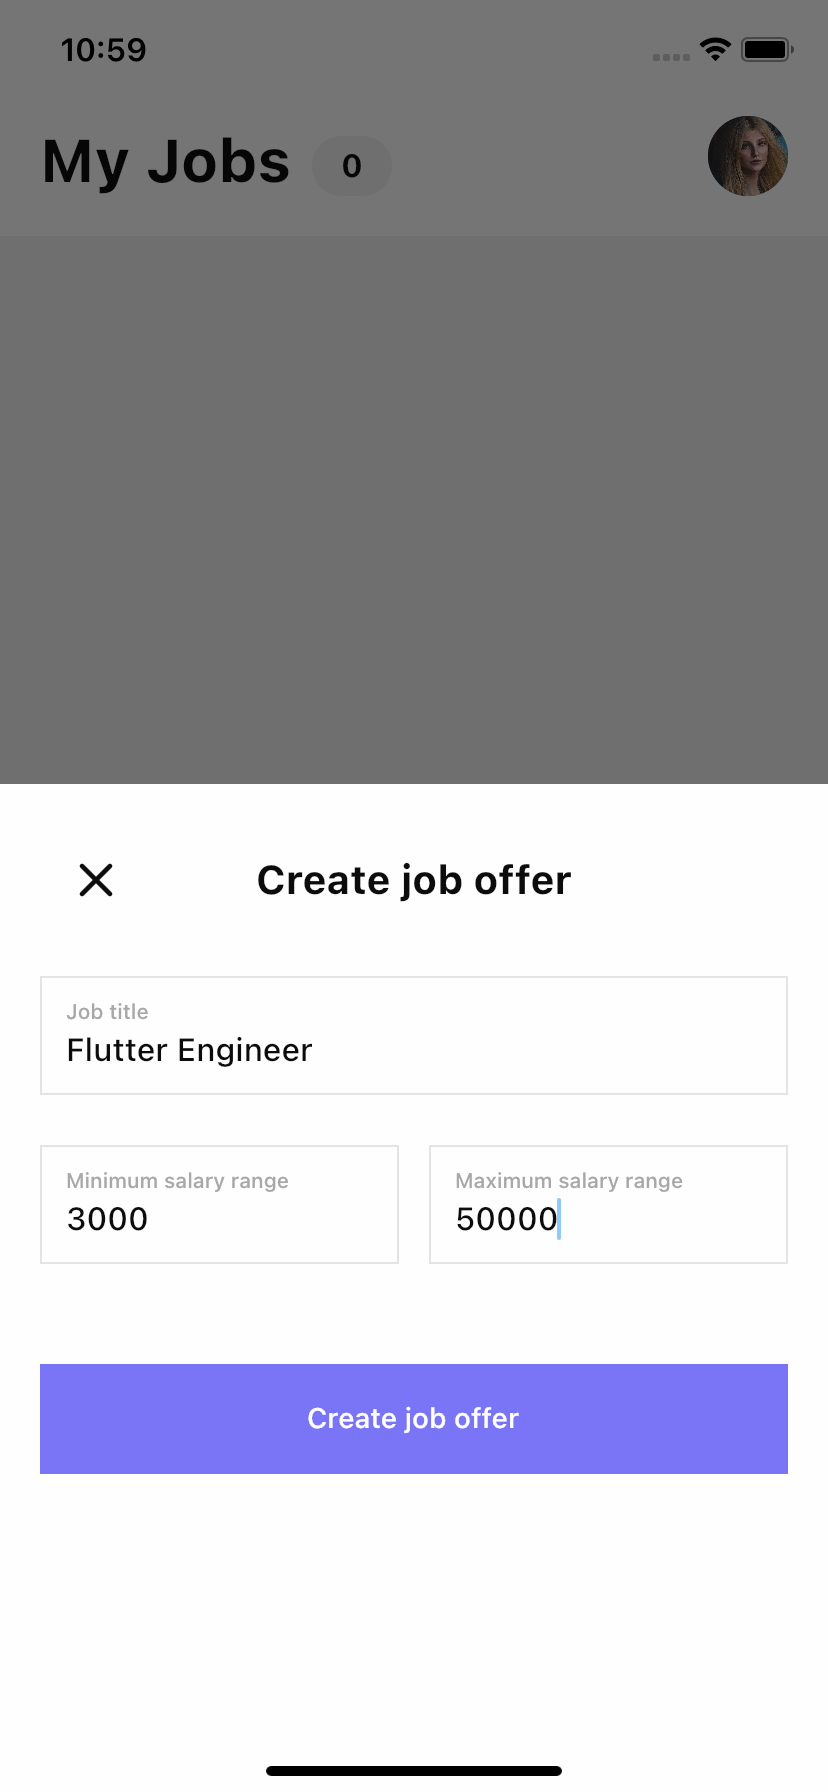 10:59
My Jobs 0
Create job offer
Job title
Flutter Engineer
Minimum salary range Maximum salary range
3000 50000
Create job offer